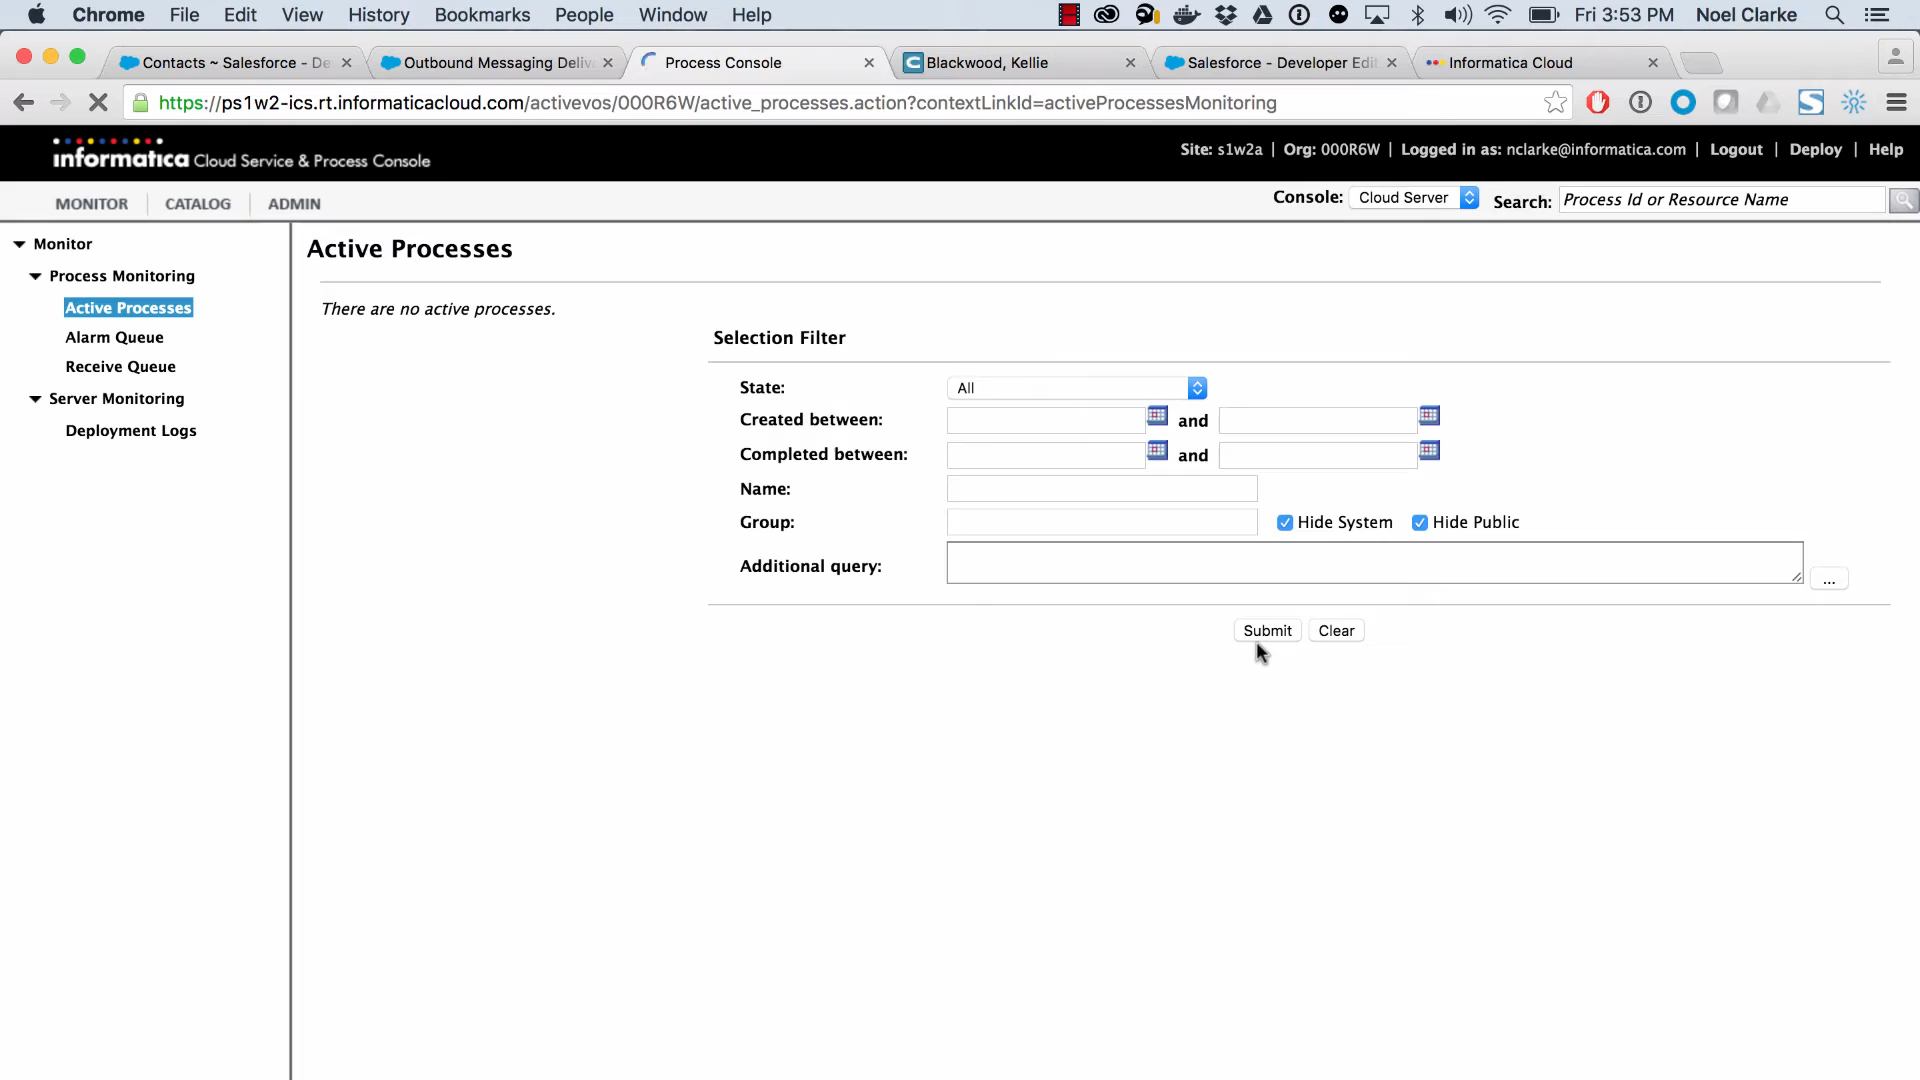 Chrome File Edit View History Bookmarks People Window Help Fri 3:53 PM Noel Clarke
Contacts ~ Salesforce - De Outbound Messaging Deliv Process Console Blackwood, Kellie Salesforce - Developer Edit Informatica Cloud
https://ps1w2-ics.rt.informaticacloud.com/activevos/000R6W/active_processes.action?contextLinkId=activeProcessesMonitoring
informatica Cloud Service & Process Console Site: s1w2a | Org: 000R6W | Logged in as: nclarke@informatica.com | Logout | Deploy | Help
MONITOR CATALOG ADMIN Console: Cloud Server Search: Process Id or Resource Name
Monitor
Process Monitoring
Active Processes
Alarm Queue
Receive Queue
Server Monitoring
Deployment Logs
Active Processes
There are no active processes.
Selection Filter
State: All
Created between: and
Completed between: and
Name:
Group: Hide System Hide Public
Additional query: ...
Submit Clear